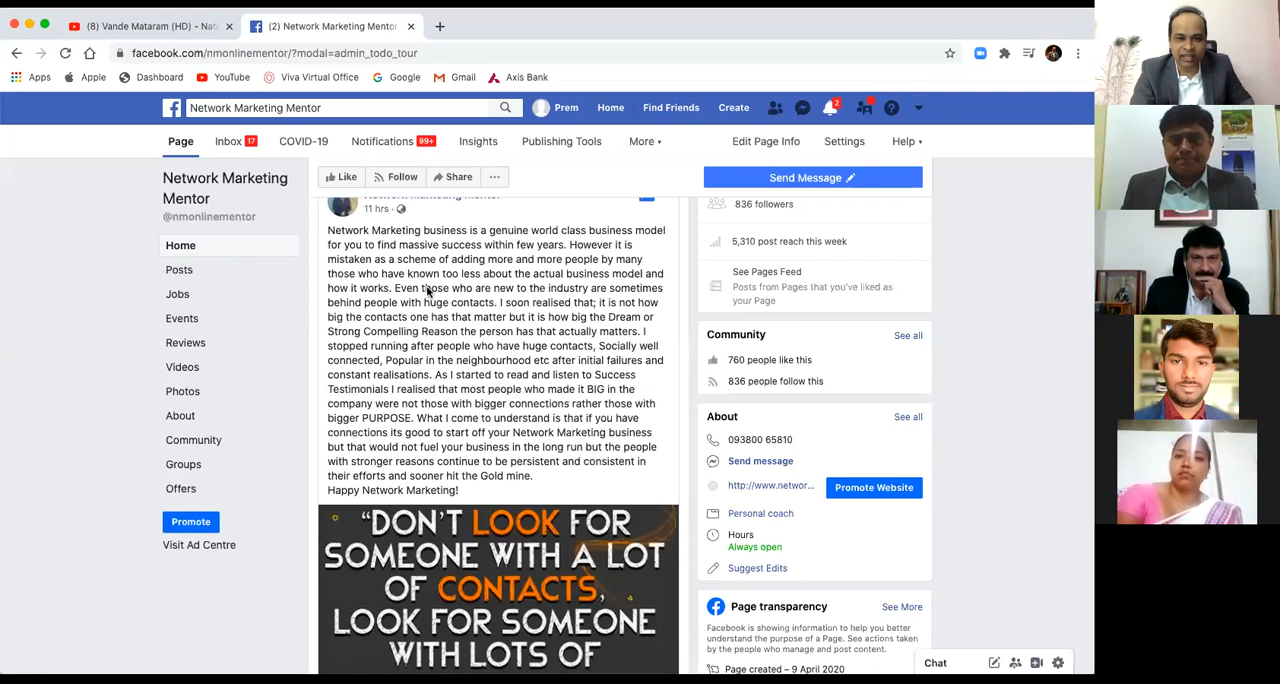 (8) Vande Mataram (HD) - Nati
(2) Network Marketing Mentor
facebook.com/nmonlinementor/?modal=admin_todo_tour
Apps Apple Dashboard YouTube Viva Virtual Office Google Gmail Axis Bank
Network Marketing Mentor
Prem Home Find Friends Create 2
Page Inbox 17 COVID-19 Notifications 99+ Insights Publishing Tools More Edit Page Info Settings Help
Network Marketing
Mentor
@nmonlinementor
Home
Posts
Jobs
Events
Reviews
Videos
Photos
About
Community
Groups
Offers
Promote
Visit Ad Centre
Like Follow Share ...
Send Message
Network Marketing Mentor
11 hrs ·
Network Marketing business is a genuine world class business model
for you to find massive success within few years. However it is
mistaken as a scheme of adding more and more people by many
those who have known too less about the actual business model and
how it works. Even those who are new to the industry are sometimes
behind people with huge contacts. I soon realised that; it is not how
big the contacts one has that matter but it is how big the Dream or
Strong Compelling Reason the person has that actually matters. I
stopped running after people who have huge contacts, Socially well
connected, Popular in the neighbourhood etc after initial failures and
constant realisations. As I started to read and listen to Success
Testimonials I realised that most people who made it BIG in the
company were not those with bigger connections rather those with
bigger PURPOSE. What I come to understand is that if you have
connections its good to start off your Network Marketing business
but that would not fuel your business in the long run but the people
with stronger reasons continue to be persistent and consistent in
their efforts and sooner hit the Gold mine.
Happy Network Marketing!
“DON'T LOOK FOR
SOMEONE WITH A LOT
OF CONTACTS,
LOOK FOR SOMEONE
WITH LOTS OF
836 followers
5,310 post reach this week
See Pages Feed
Posts from Pages that you've liked as
your Page
Community See all
760 people like this
836 people follow this
About See all
093800 65810
Send message
http://www.networ... Promote Website
Personal coach
Hours
Always open
Suggest Edits
Page transparency See More
Facebook is showing information to help you better
understand the purpose of a Page. See actions taken
by the people who manage and post content.
Page created – 9 April 2020
Chat